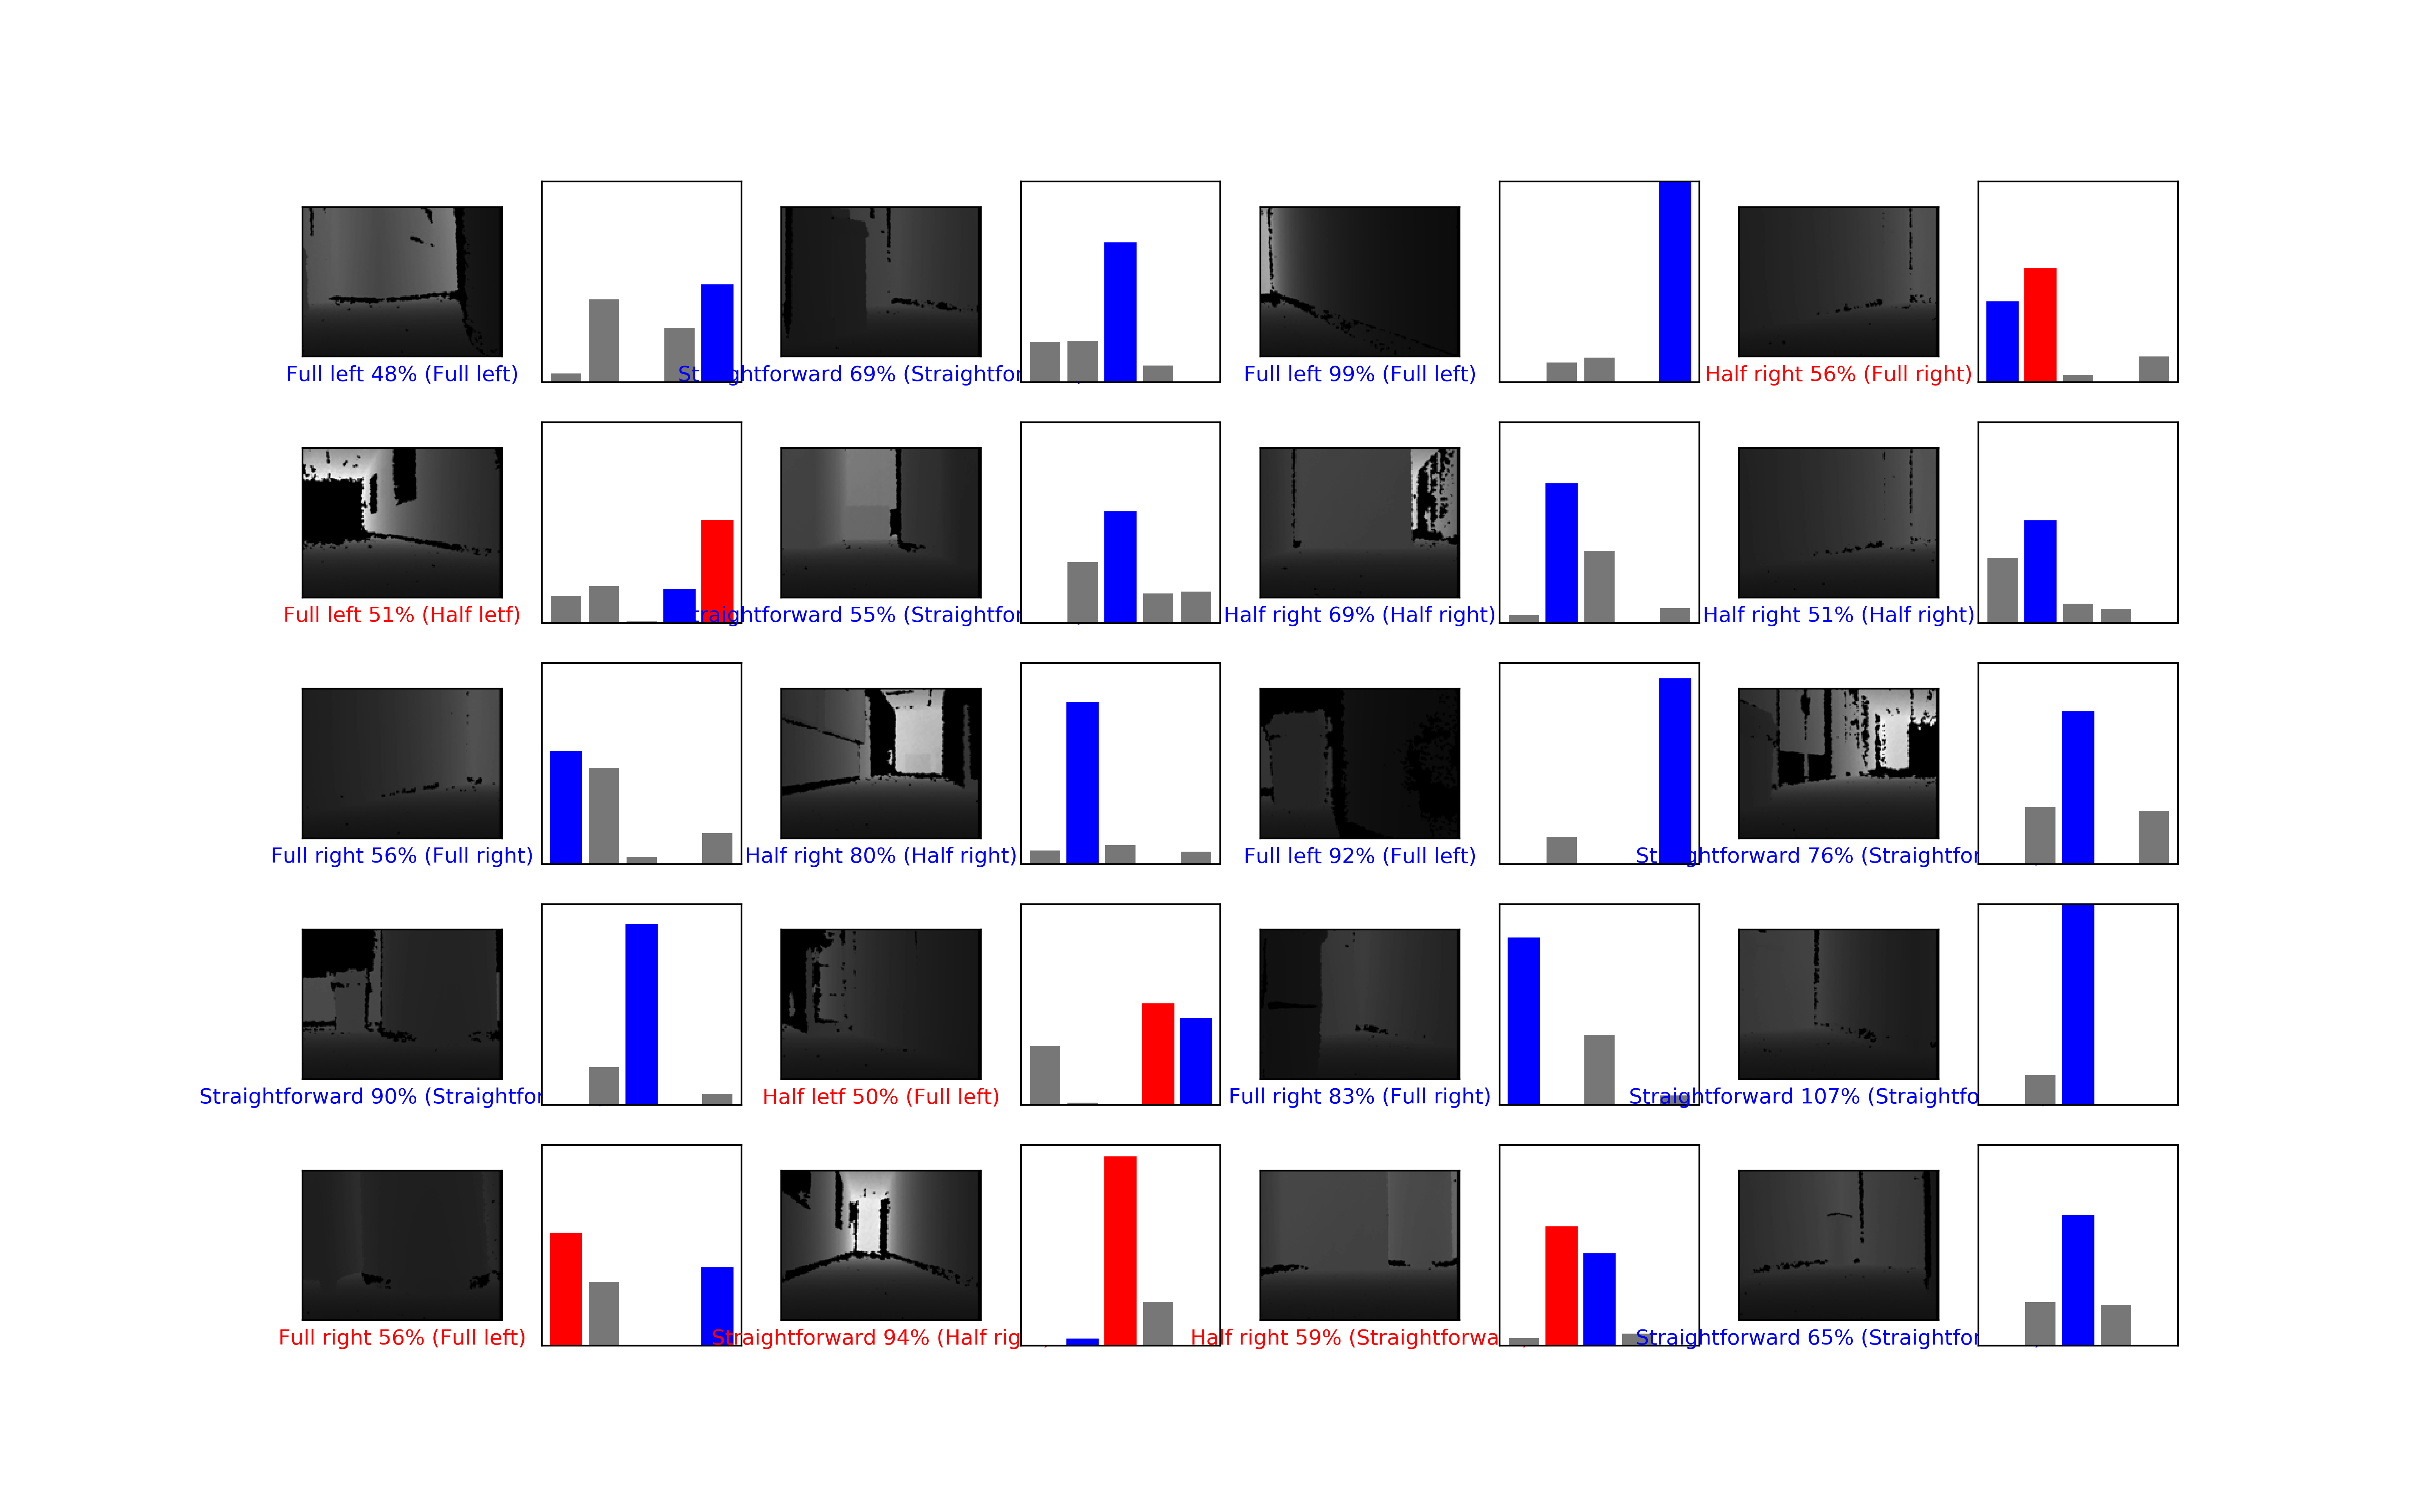 Full left 48% (Full left)
Straightforward 69% (Straightfor
Full left 99% (Full left)
Half right 56% (Full right)
Full left 51% (Half letf)
Straightforward 55% (Straightfor
Half right 69% (Half right)
Half right 51% (Half right)
Full right 56% (Full right)
Half right 80% (Half right)
Full left 92% (Full left)
Straightforward 76% (Straightfor
Straightforward 90% (Straightfor
Half letf 50% (Full left)
Full right 83% (Full right)
Straightforward 107% (Straightfo
Full right 56% (Full left)
Straightforward 94% (Half rig
Half right 59% (Straightforwa
Straightforward 65% (Straightfor